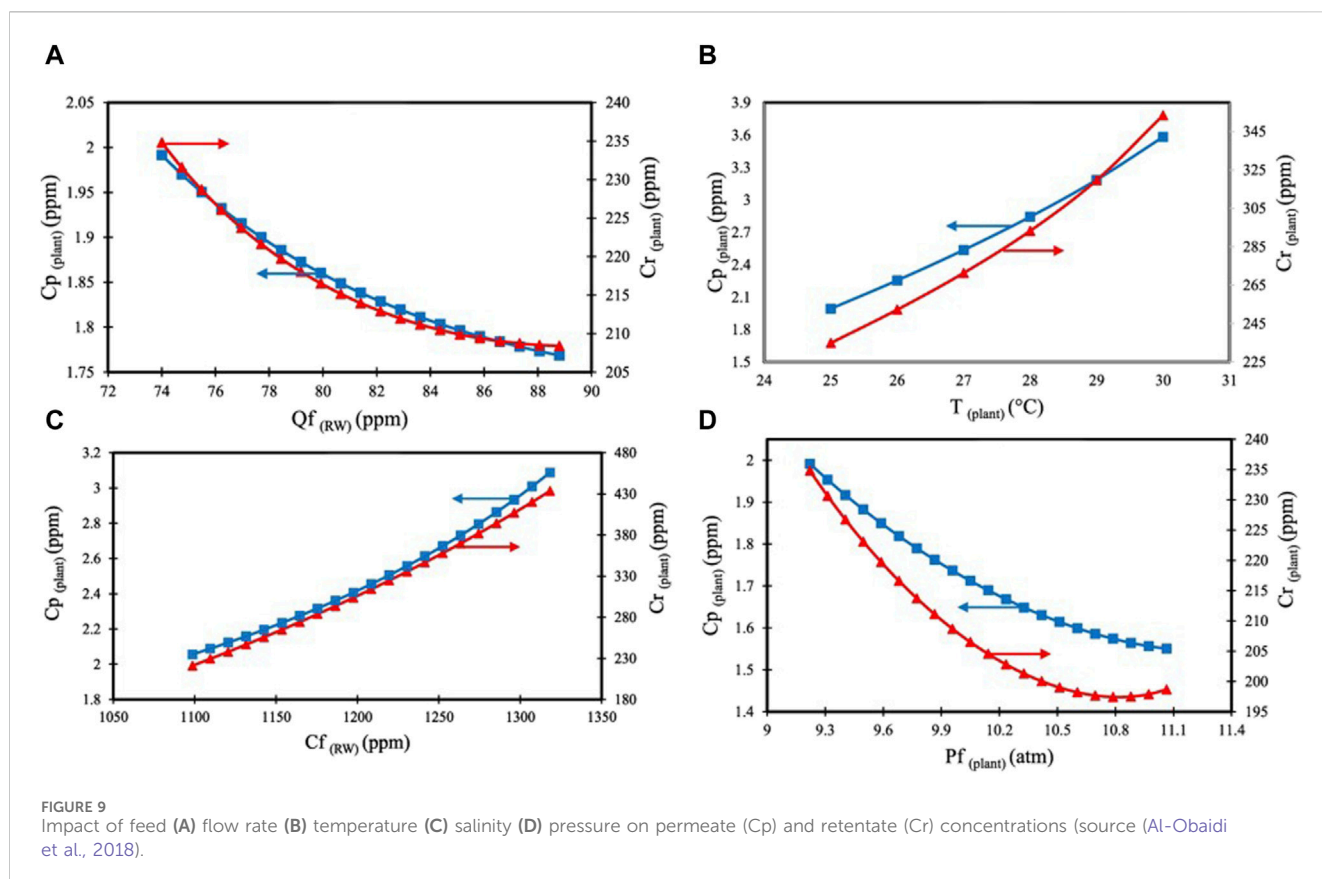 A
2.05
2
1.95
1.9
1.85
1.8
1.75
Cp (plant) (ppm)
240
235
230
225
220
215
210
205
Cr (plant) (ppm)
72 74 76 78 80 82 84 86 88 90
Qf (RW) (ppm)
B
3.9
3.6
3.3
3
2.7
2.4
2.1
1.8
1.5
Cp (plant) (ppm)
345
325
305
285
265
245
225
Cr (plant) (ppm)
24 25 26 27 28 29 30 31
T (plant) (°C)
C
3.2
3
2.8
2.6
2.4
2.2
2
1.8
Cp (plant) (ppm)
480
430
380
330
280
230
180
Cr (plant) (ppm)
1050 1100 1150 1200 1250 1300 1350
Cf (RW) (ppm)
D
2
1.9
1.8
1.7
1.6
1.5
1.4
Cp (plant) (ppm)
240
235
230
225
220
215
210
205
200
195
Cr (plant) (ppm)
9 9.3 9.6 9.9 10.2 10.5 10.8 11.1 11.4
Pf (plant) (atm)
FIGURE 9
Impact of feed (A) flow rate (B) temperature (C) salinity (D) pressure on permeate (Cp) and retentate (Cr) concentrations (source (Al-Obaidi
et al., 2018).